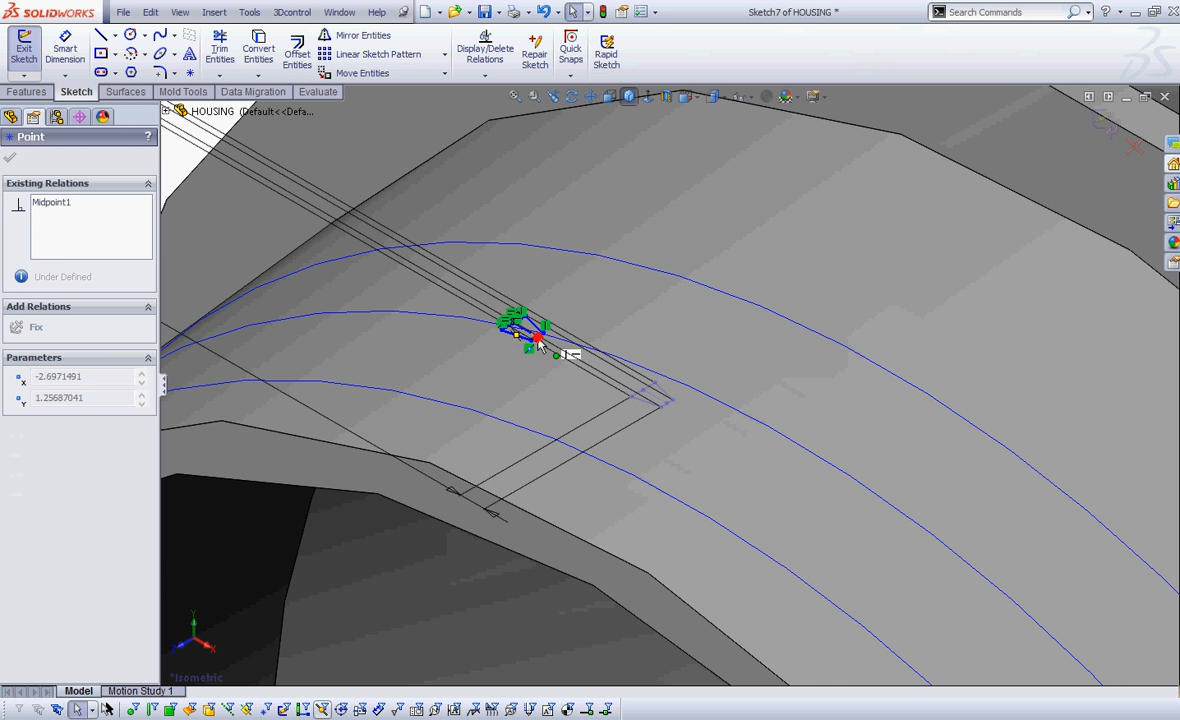 SOLIDWORKS File Edit View Insert Tools 3Dcontrol Window Help Sketch7 of HOUSING * Search Commands
Exit Sketch
Smart Dimension
Trim Entities
Convert Entities
Offset Entities
Mirror Entities
Linear Sketch Pattern
Move Entities
Display/Delete Relations
Repair Sketch
Quick Snaps
Rapid Sketch
Features Sketch Surfaces Mold Tools Data Migration Evaluate
HOUSING (Default<<Defa...
Point ?
Existing Relations
Midpoint1
Under Defined
Add Relations
Fix
Parameters
X -2.6971491
Y 1.25687041
Y
X
*Isometric
Model Motion Study 1